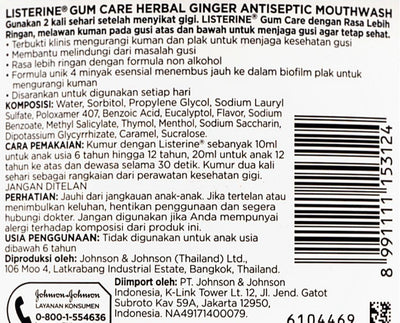 LISTERINE® GUM CARE HERBAL GINGER ANTISEPTIC MOUTHWASH
Gunakan 2 kali sehari setelah menyikat gigi. LISTERINE® Gum Care dengan Rasa Lebih
Ringan, melawan kuman pada gusi atas dan bawah untuk menjaga gusi agar tetap sehat.
• Terbukti klinis mengurangi kuman dan plak untuk menjaga kesehatan gusi
• Membantu melindungi dari masalah gusi
• Rasa lebih ringan dengan formula non alkohol
• Formula unik 4 minyak esensial menembus jauh ke dalam biofilm plak untuk
mengurangi kuman
• Disarankan untuk digunakan setiap hari
KOMPOSISI: Water, Sorbitol, Propylene Glycol, Sodium Lauryl
Sulfate, Poloxamer 407, Benzoic Acid, Eucalyptol, Flavor, Sodium
Benzoate, Methyl Salicylate, Thymol, Menthol, Sodium Saccharin,
Dipotassium Glycyrrhizate, Caramel, Sucralose.
CARA PEMAKAIAN: Kumur dengan Listerine® sebanyak 10ml
untuk anak usia 6 tahun hingga 12 tahun, 20ml untuk anak 12
tahun ke atas dan dewasa selama 30 detik. Kumur dua kali
sehari sebagai rangkaian dari perawatan kesehatan gigi.
JANGAN DITELAN
PERHATIAN: Jauhi dari jangkauan anak-anak. Jika tertelan atau
menimbulkan keluhan, hentikan penggunaan dan segera
hubungi dokter. Jangan digunakan jika Anda mempunyai
alergi terhadap komposisi dari produk ini.
USIA PENGGUNAAN: Tidak digunakan untuk anak usia
dibawah 6 tahun
Diproduksi oleh: Johnson & Johnson (Thailand) Ltd.,
106 Moo 4, Latkrabang Industrial Estate, Bangkok, Thailand.
Johnson & Johnson
LAYANAN KONSUMEN
0-800-1-554636
Diimport oleh: PT. Johnson & Johnson
Indonesia, K-Link Tower Lt. 12, Jl. Jend. Gatot
Subroto Kav 59A, Jakarta 12950,
Indonesia. NA49171400079.
8 991111 153124
6104469